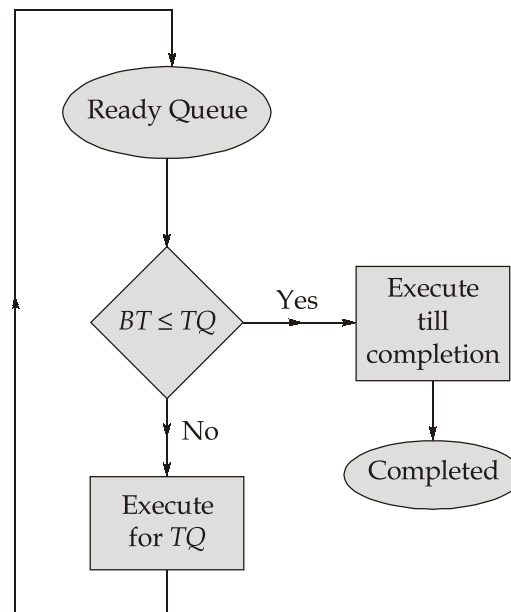 Ready Queue
BT ≤ TQ
Yes
Execute
till
completion
No
Completed
Execute
for TQ